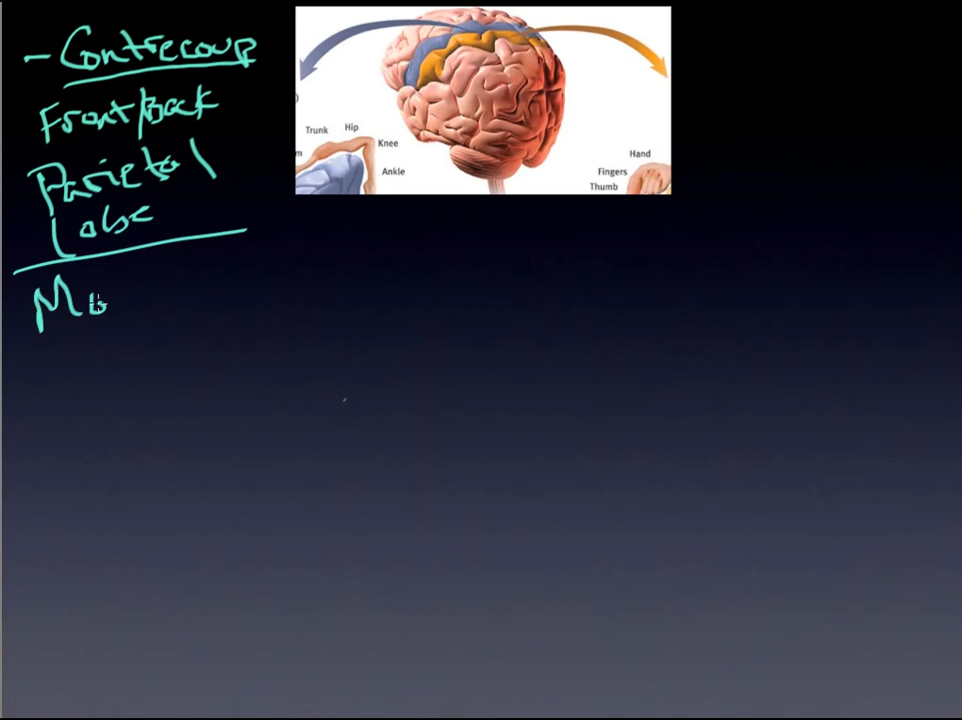 - Contrecoup
Front/Back
Parietal
Lobe
M
Trunk Hip
Knee
Ankle
Hand
Fingers
Thumb